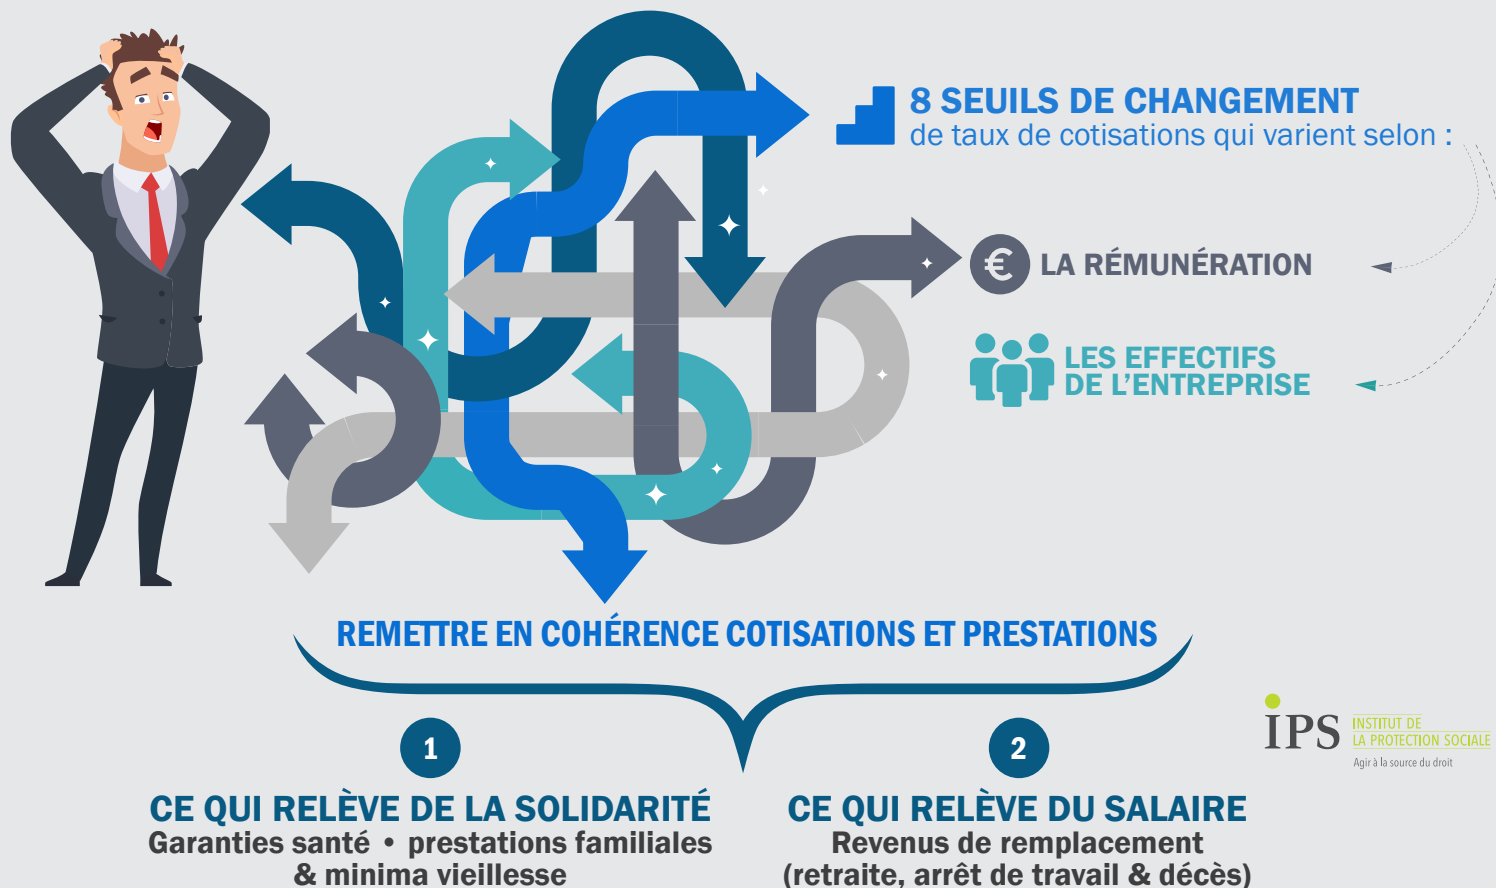 8 SEUILS DE CHANGEMENT
de taux de cotisations qui varient selon :
€ LA RÉMUNÉRATION
LES EFFECTIFS
DE L'ENTREPRISE
REMETTRE EN COHÉRENCE COTISATIONS ET PRESTATIONS
1
CE QUI RELÈVE DE LA SOLIDARITÉ
Garanties santé • prestations familiales
& minima vieillesse
2
CE QUI RELÈVE DU SALAIRE
Revenus de remplacement
(retraite, arrêt de travail & décès)
iPS
INSTITUT DE
LA PROTECTION SOCIALE
Agir à la source du droit